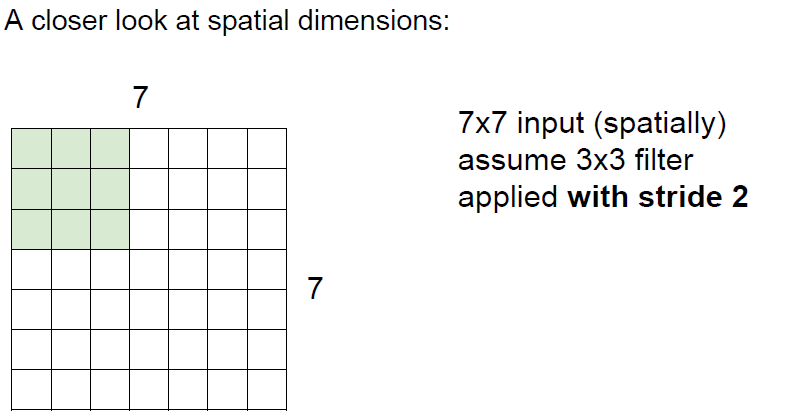 A closer look at spatial dimensions:
7
7x7 input (spatially)
assume 3x3 filter
applied with stride 2
7